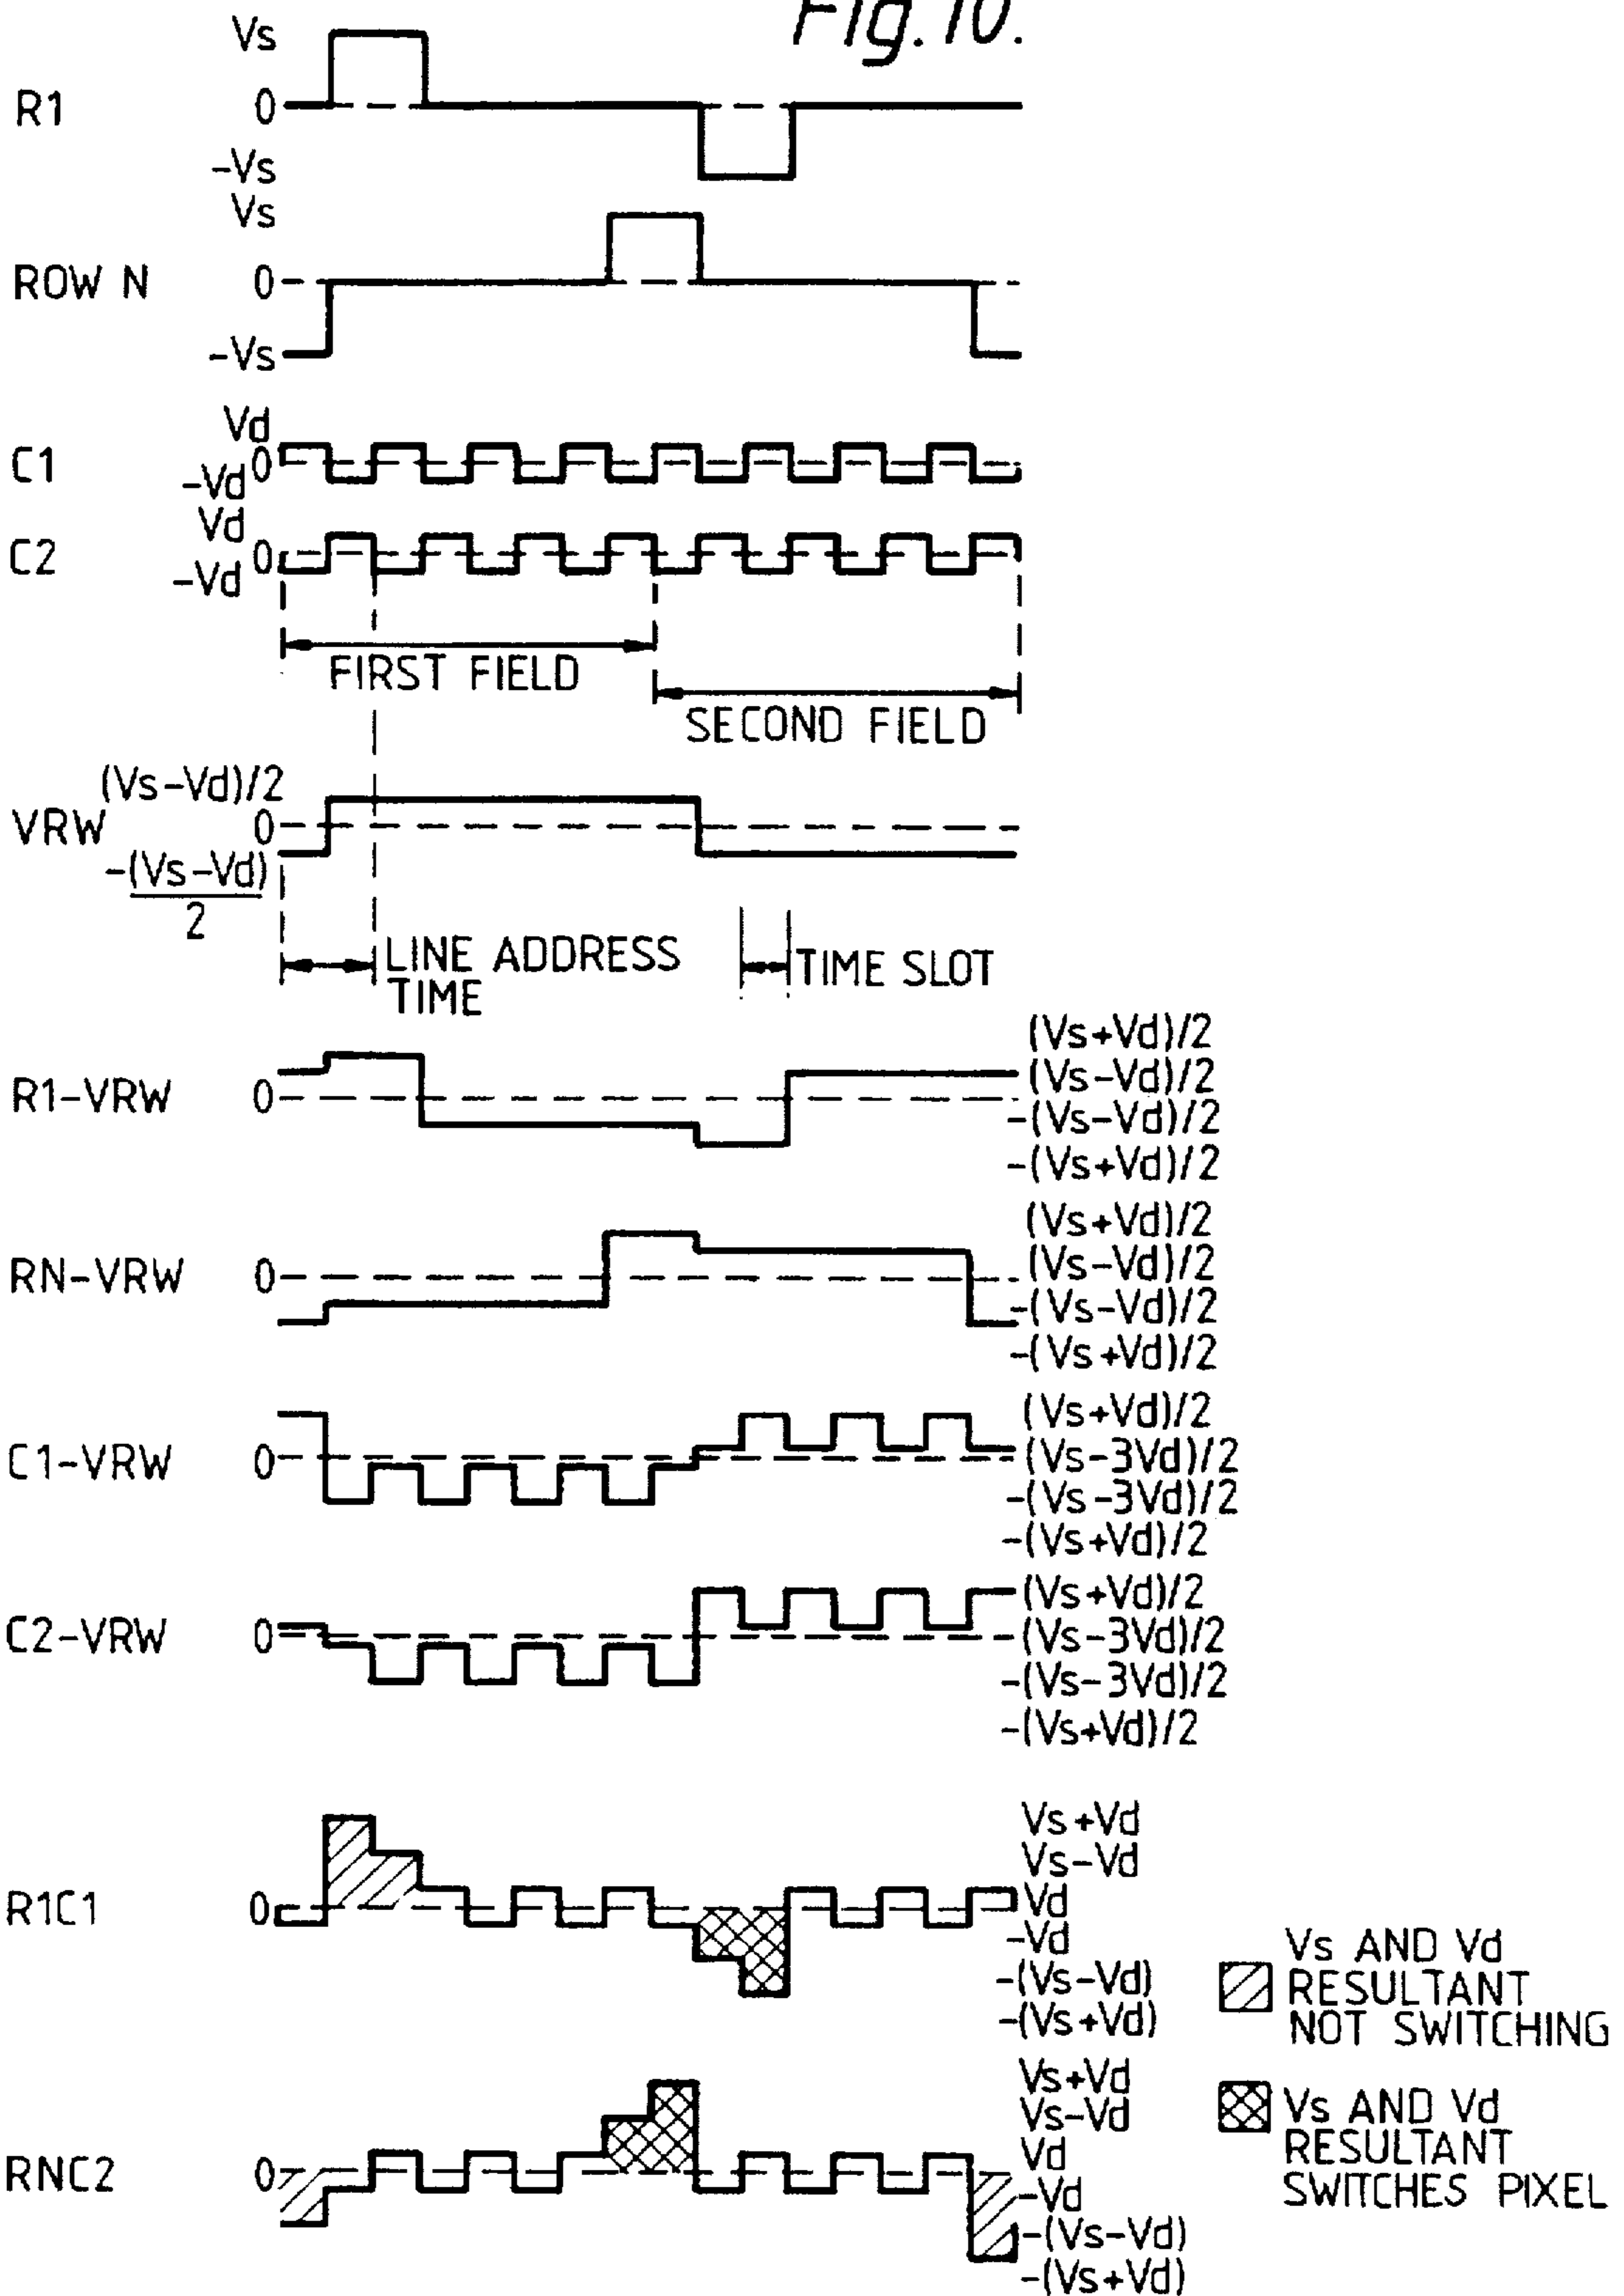 Fig. 10.
Vs
R1
0
-Vs
Vs
ROW N
0
-Vs
Vd
C1
0
-Vd
Vd
C2
0
-Vd
FIRST FIELD
SECOND FIELD
(Vs-Vd)/2
VRW
0
-(Vs-Vd)
2
LINE ADDRESS
TIME
TIME SLOT
(Vs+Vd)/2
(Vs-Vd)/2
R1-VRW
0
-(Vs-Vd)/2
-(Vs+Vd)/2
(Vs+Vd)/2
(Vs-Vd)/2
RN-VRW
0
-(Vs-Vd)/2
-(Vs+Vd)/2
(Vs+Vd)/2
C1-VRW
0
(Vs-3Vd)/2
-(Vs-3Vd)/2
-(Vs+Vd)/2
(Vs+Vd)/2
C2-VRW
0
(Vs-3Vd)/2
-(Vs-3Vd)/2
-(Vs+Vd)/2
Vs+Vd
Vs-Vd
R1C1
0
Vd
-Vd
-(Vs-Vd)
-(Vs+Vd)
Vs AND Vd
RESULTANT
NOT SWITCHING
Vs+Vd
Vs-Vd
RNC2
0
Vd
-Vd
-(Vs-Vd)
-(Vs+Vd)
Vs AND Vd
RESULTANT
SWITCHES PIXEL